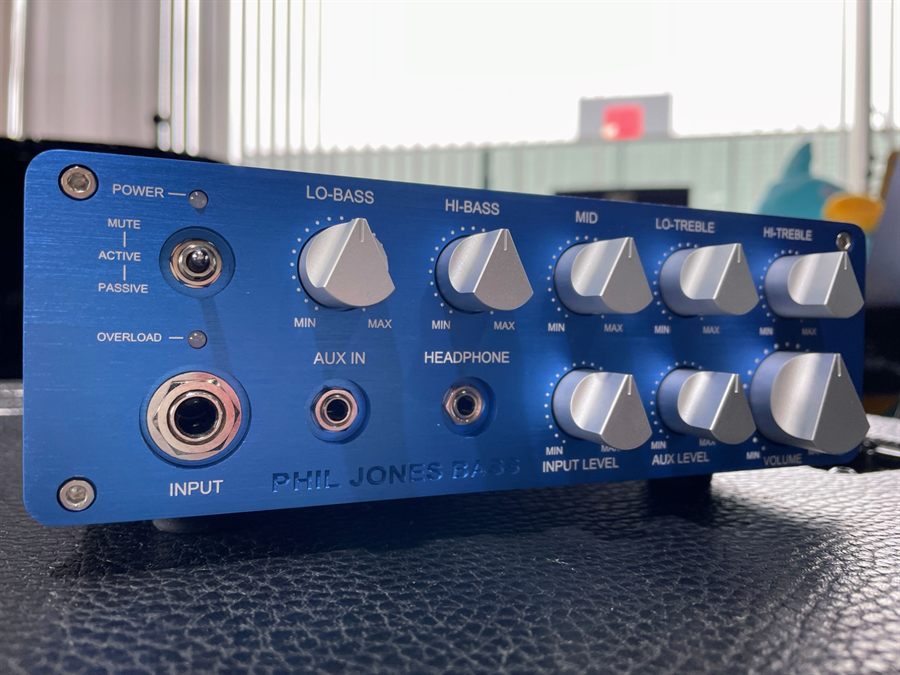 POWER
MUTE
ACTIVE
PASSIVE
OVERLOAD
INPUT
LO-BASS
MIN MAX
HI-BASS
MIN MAX
MID
MIN MAX
LO-TREBLE
MIN MAX
HI-TREBLE
MIN MAX
AUX IN
HEADPHONE
MIN MAX
INPUT LEVEL
MIN MAX
AUX LEVEL
MIN
VOLUME
PHIL JONES BASS